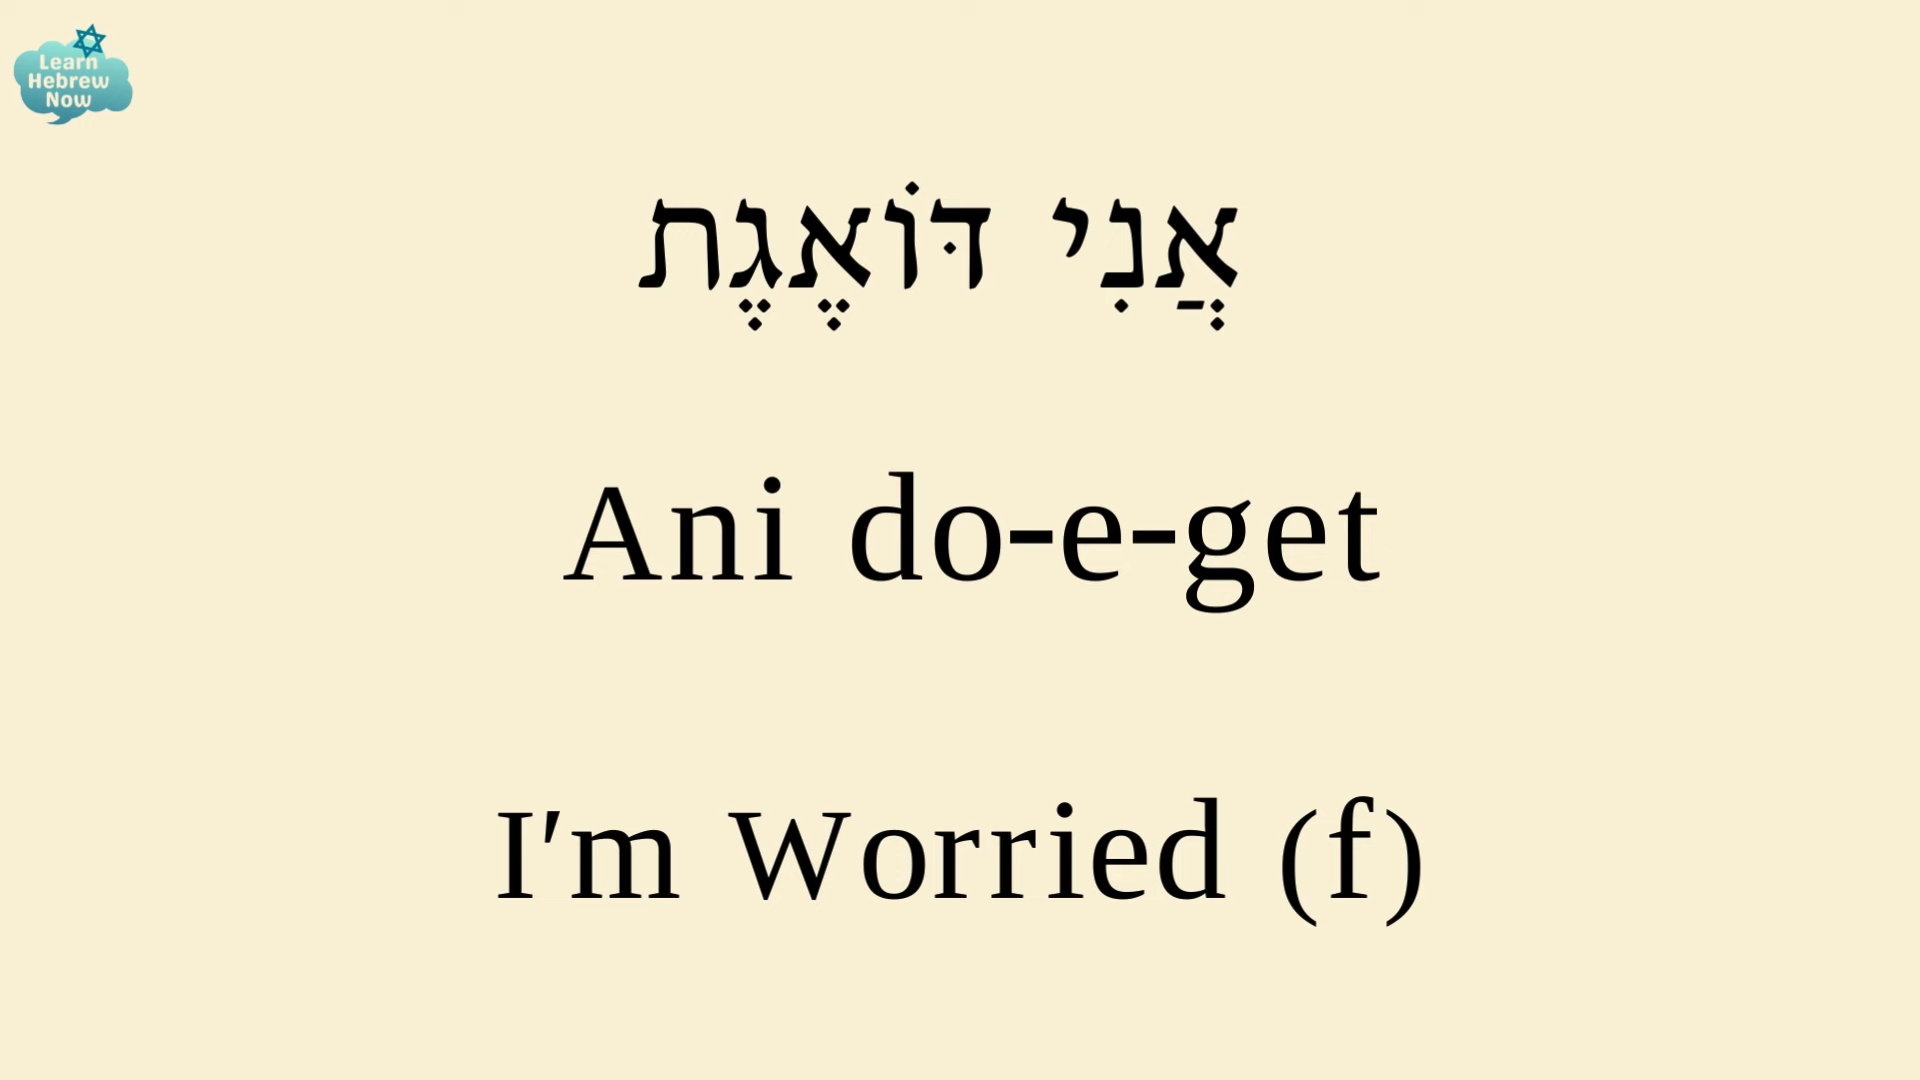 Learn
Hebrew
Now
אֲנִי דּוֹאֶגֶת
Ani do-e-get
I'm Worried (f)